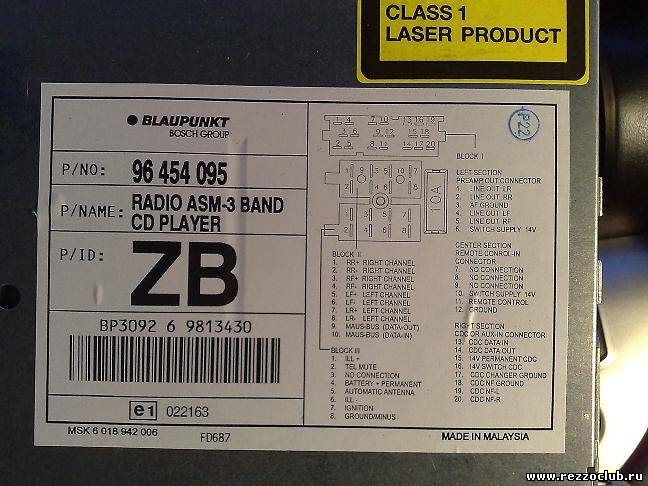 CLASS 1
LASER PRODUCT
BLAUPUNKT
BOSCH GROUP
P/NO: 96 454 095
P/NAME: RADIO ASM-3 BAND
CD PLAYER
P/ID: ZB
BP3092 6 9813430
e1 022163
MSK 6 018 942 006
FD687
MADE IN MALAYSIA
P22
10A
BLOCK I
LEFT SECTION
PREAMP.OUT CONNECTOR
1. LINE OUT LR
2. LINE OUT RR
3. AF GROUND
4. LINE OUT LF
5. LINE OUT RF
6. SWITCH SUPPLY 14V
CENTER SECTION
REMOTE CONROL-IN
CONNECTOR
7. NO CONNECTION
8. NO CONNECTION
9. NO CONNECTION
10. SWITCH SUPPLY 14V
11. REMOTE CONTROL
12. GROUND
RIGHT SECTION
CDC OR AUX-IN CONNECTOR
13. CDC DATA IN
14. CDC DATA OUT
15. 14V PERMANENT CDC
16. 14V SWITCH CDC
17. CDC CHANGER GROUND
18. CDC NF GROUND
19. CDC NF-L
20. CDC NF-R
BLOCK II
1. RR+ RIGHT CHANNEL
2. RR- RIGHT CHANNEL
3. RF+ RIGHT CHANNEL
4. RF- RIGHT CHANNEL
5. LF+ LEFT CHANNEL
6. LF- LEFT CHANNEL
7. LR+ LEFT CHANNEL
8. LR- LEFT CHANNEL
9. MAUS-BUS (DATA-OUT)
10. MAUS-BUS (DATA-IN)
BLOCK III
1. ILL +
2. TEL MUTE
3. NO CONNECTION
4. BATTERY + PERMANENT
5. AUTOMATIC ANTENNA
6. ILL -
7. IGNITION
8. GROUND/MINUS
www.rezzoclub.ru